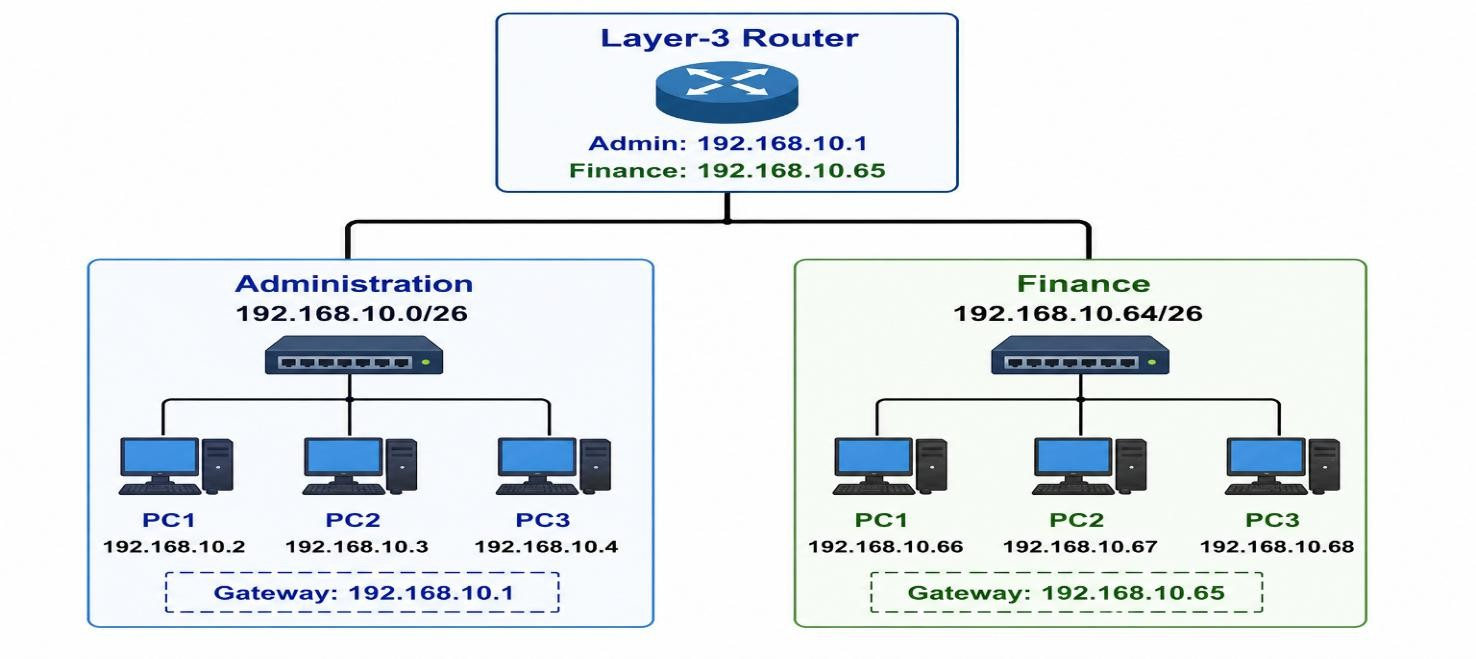 Layer-3 Router
Admin: 192.168.10.1
Finance: 192.168.10.65
Administration
192.168.10.0/26
PC1
192.168.10.2
PC2
192.168.10.3
PC3
192.168.10.4
Gateway: 192.168.10.1
Finance
192.168.10.64/26
PC1
192.168.10.66
PC2
192.168.10.67
PC3
192.168.10.68
Gateway: 192.168.10.65